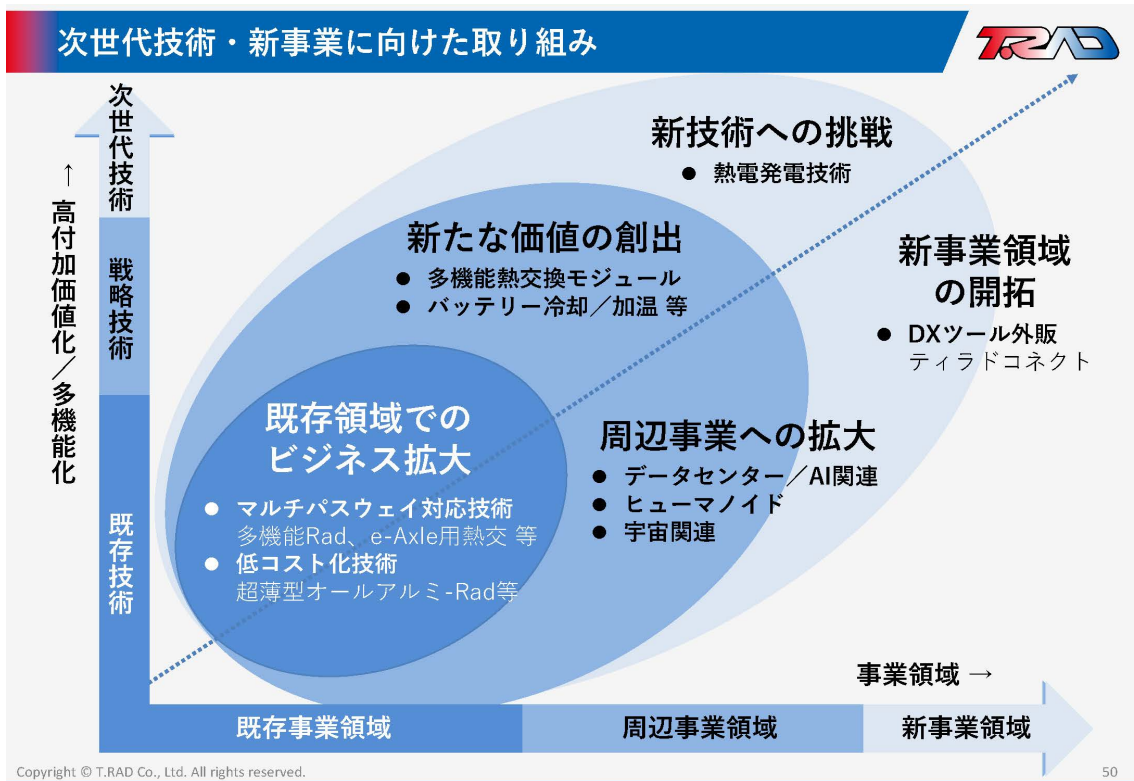 次世代技術・新事業に向けた取り組み
T.RAD
次世代技術
戦略技術
既存技術
↑高付加価値化／多機能化
新技術への挑戦
● 熱電発電技術
新たな価値の創出
● 多機能熱交換モジュール
● バッテリー冷却／加温 等
新事業領域
の開拓
● DXツール外販
ティラドコネクト
既存領域での
ビジネス拡大
● マルチパスウェイ対応技術
多機能Rad、e-Axle用熱交 等
● 低コスト化技術
超薄型オールアルミ-Rad等
周辺事業への拡大
● データセンター／AI関連
● ヒューマノイド
● 宇宙関連
事業領域 →
既存事業領域
周辺事業領域
新事業領域
Copyright © T.RAD Co., Ltd. All rights reserved.
50